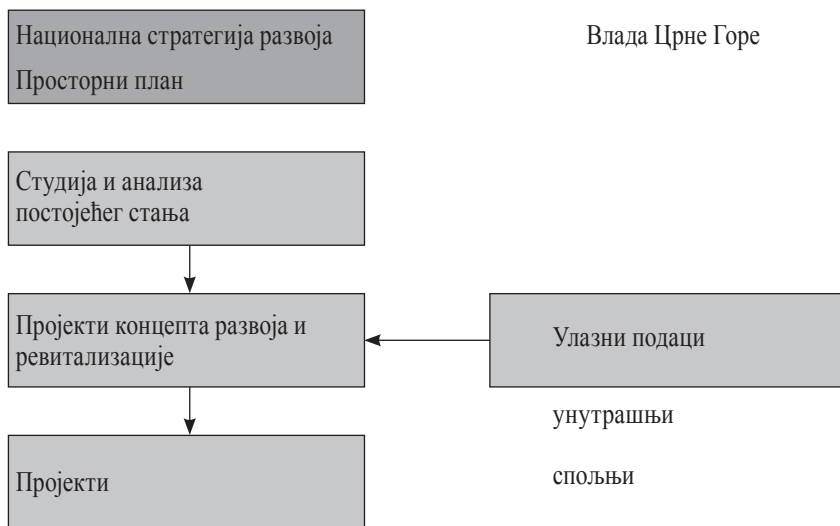 Национална стратегија развоја
Просторни план
Влада Црне Горе
Студија и анализа
постојећег стања
Пројекти концепта развоја и
ревитализације
Улазни подаци
унутрашњи
спољњи
Пројекти